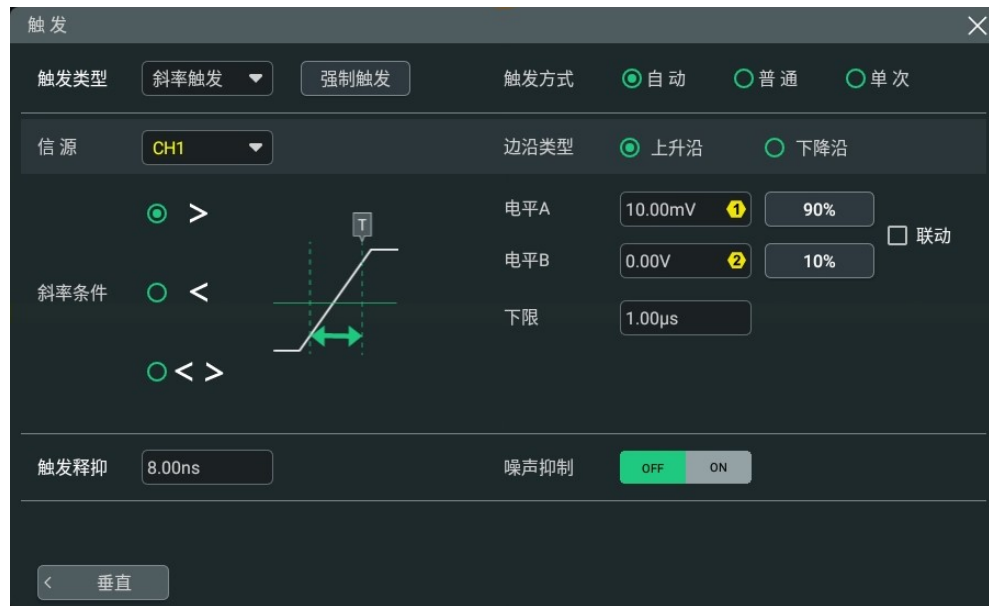 触发
触发类型 斜率触发 强制触发 触发方式 自动 普通 单次
信源 CH1 边沿类型 上升沿 下降沿
> T 电平A 10.00mV 1 90%
联动
电平B 0.00V 2 10%
斜率条件 <
下限 1.00μs
< >
触发释抑 8.00ns 噪声抑制 OFF ON
< 垂直